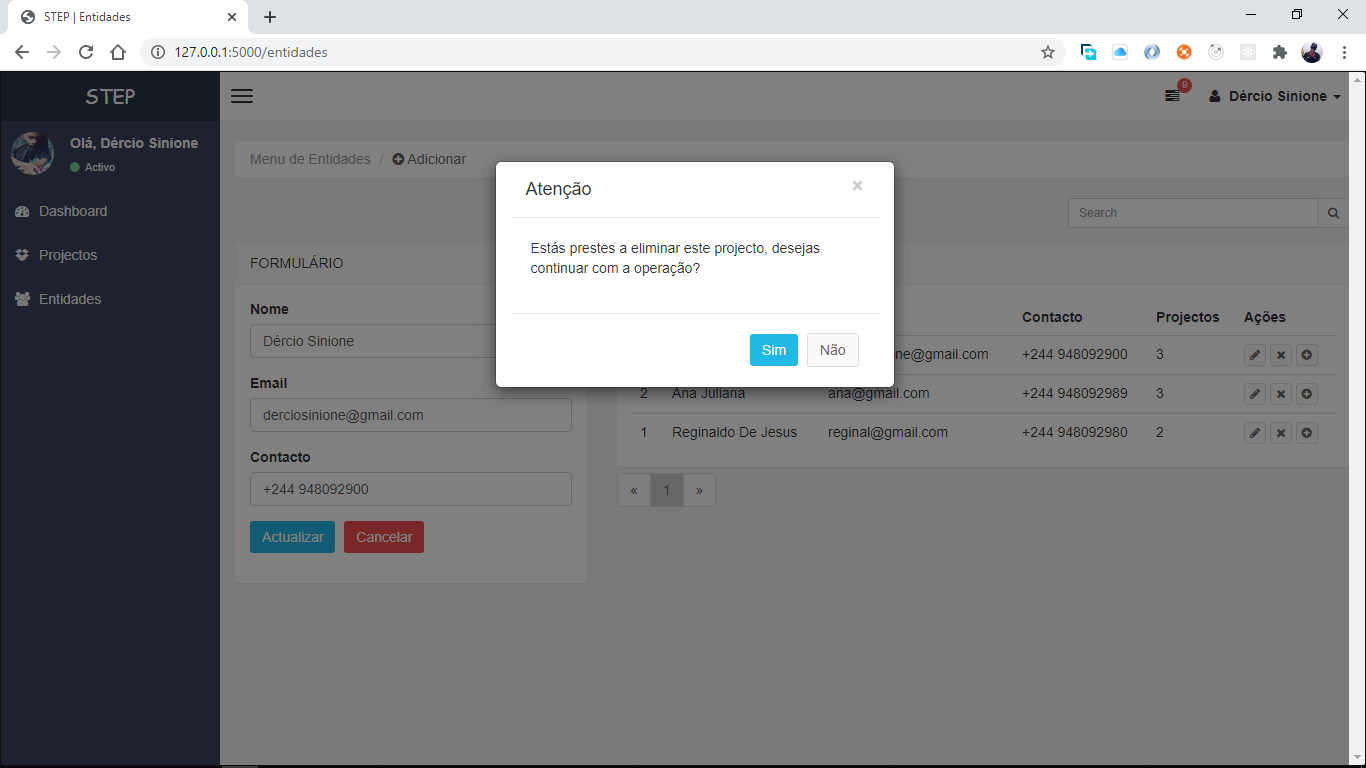 STEP | Entidades
127.0.0.1:5000/entidades
STEP
9
Dércio Sinione
Olá, Dércio Sinione
Activo
Dashboard
Projectos
Entidades
Menu de Entidades / Adicionar
Search
Atenção ×
Estás prestes a eliminar este projecto, desejas
continuar com a operação?
Sim Não
FORMULÁRIO
Nome
Dércio Sinione
Email
derciosinione@gmail.com
Contacto
+244 948092900
Actualizar Cancelar
Contacto Projectos Ações
ne@gmail.com +244 948092900 3
2 Ana Juliana ana@gmail.com +244 948092989 3
1 Reginaldo De Jesus reginal@gmail.com +244 948092980 2
« 1 »